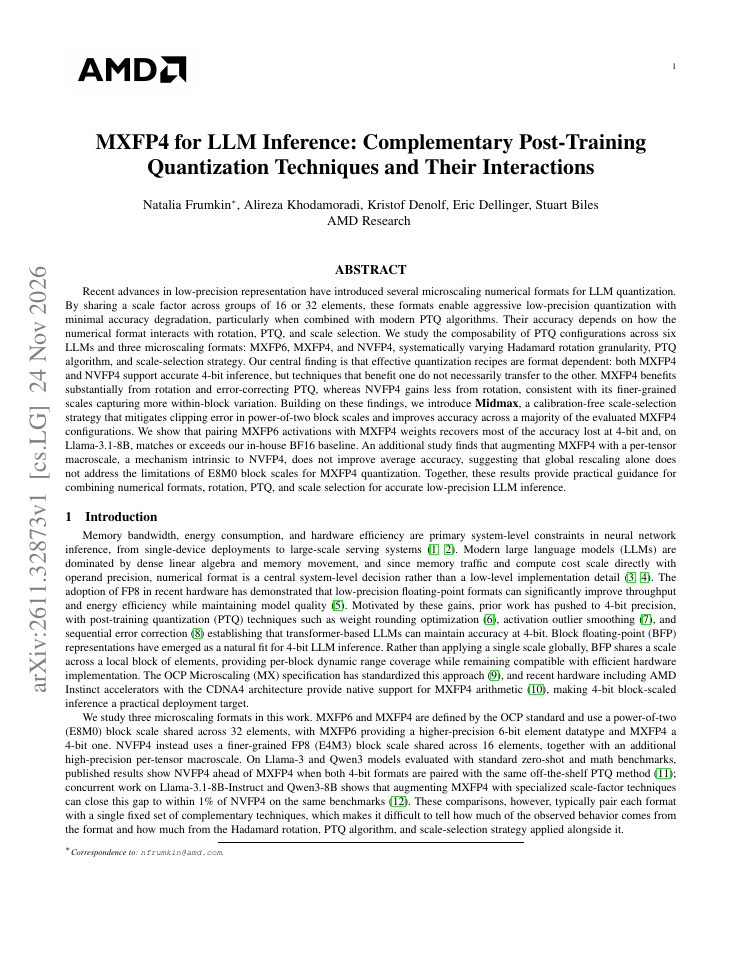 AMD
1
MXFP4 for LLM Inference: Complementary Post-Training
Quantization Techniques and Their Interactions
Natalia Frumkin*, Alireza Khodamoradi, Kristof Denolf, Eric Dellinger, Stuart Biles
AMD Research
ABSTRACT
Recent advances in low-precision representation have introduced several microscaling numerical formats for LLM quantization.
By sharing a scale factor across groups of 16 or 32 elements, these formats enable aggressive low-precision quantization with
minimal accuracy degradation, particularly when combined with modern PTQ algorithms. Their accuracy depends on how the
numerical format interacts with rotation, PTQ, and scale selection. We study the composability of PTQ configurations across six
LLMs and three microscaling formats: MXFP6, MXFP4, and NVFP4, systematically varying Hadamard rotation granularity, PTQ
algorithm, and scale-selection strategy. Our central finding is that effective quantization recipes are format dependent: both MXFP4
and NVFP4 support accurate 4-bit inference, but techniques that benefit one do not necessarily transfer to the other. MXFP4 benefits
substantially from rotation and error-correcting PTQ, whereas NVFP4 gains less from rotation, consistent with its finer-grained
scales capturing more within-block variation. Building on these findings, we introduce Midmax, a calibration-free scale-selection
strategy that mitigates clipping error in power-of-two block scales and improves accuracy across a majority of the evaluated MXFP4
configurations. We show that pairing MXFP6 activations with MXFP4 weights recovers most of the accuracy lost at 4-bit and, on
Llama-3.1-8B, matches or exceeds our in-house BF16 baseline. An additional study finds that augmenting MXFP4 with a per-tensor
macroscale, a mechanism intrinsic to NVFP4, does not improve average accuracy, suggesting that global rescaling alone does
not address the limitations of E8M0 block scales for MXFP4 quantization. Together, these results provide practical guidance for
combining numerical formats, rotation, PTQ, and scale selection for accurate low-precision LLM inference.
1 Introduction
Memory bandwidth, energy consumption, and hardware efficiency are primary system-level constraints in neural network
inference, from single-device deployments to large-scale serving systems (1, 2). Modern large language models (LLMs) are
dominated by dense linear algebra and memory movement, and since memory traffic and compute cost scale directly with
operand precision, numerical format is a central system-level decision rather than a low-level implementation detail (3, 4). The
adoption of FP8 in recent hardware has demonstrated that low-precision floating-point formats can significantly improve throughput
and energy efficiency while maintaining model quality (5). Motivated by these gains, prior work has pushed to 4-bit precision,
with post-training quantization (PTQ) techniques such as weight rounding optimization (6), activation outlier smoothing (7), and
sequential error correction (8) establishing that transformer-based LLMs can maintain accuracy at 4-bit. Block floating-point (BFP)
representations have emerged as a natural fit for 4-bit LLM inference. Rather than applying a single scale globally, BFP shares a scale
across a local block of elements, providing per-block dynamic range coverage while remaining compatible with efficient hardware
implementation. The OCP Microscaling (MX) specification has standardized this approach (9), and recent hardware including AMD
Instinct accelerators with the CDNA4 architecture provide native support for MXFP4 arithmetic (10), making 4-bit block-scaled
inference a practical deployment target.
We study three microscaling formats in this work. MXFP6 and MXFP4 are defined by the OCP standard and use a power-of-two
(E8M0) block scale shared across 32 elements, with MXFP6 providing a higher-precision 6-bit element datatype and MXFP4 a
4-bit one. NVFP4 instead uses a finer-grained FP8 (E4M3) block scale shared across 16 elements, together with an additional
high-precision per-tensor macroscale. On Llama-3 and Qwen3 models evaluated with standard zero-shot and math benchmarks,
published results show NVFP4 ahead of MXFP4 when both 4-bit formats are paired with the same off-the-shelf PTQ method (11);
concurrent work on Llama-3.1-8B-Instruct and Qwen3-8B shows that augmenting MXFP4 with specialized scale-factor techniques
can close this gap to within 1% of NVFP4 on the same benchmarks (12). These comparisons, however, typically pair each format
with a single fixed set of complementary techniques, which makes it difficult to tell how much of the observed behavior comes from
the format and how much from the Hadamard rotation, PTQ algorithm, and scale-selection strategy applied alongside it.
*Correspondence to: nfrumkin@amd.com.
arXiv:2611.32873v1 [cs.LG] 24 Nov 2026